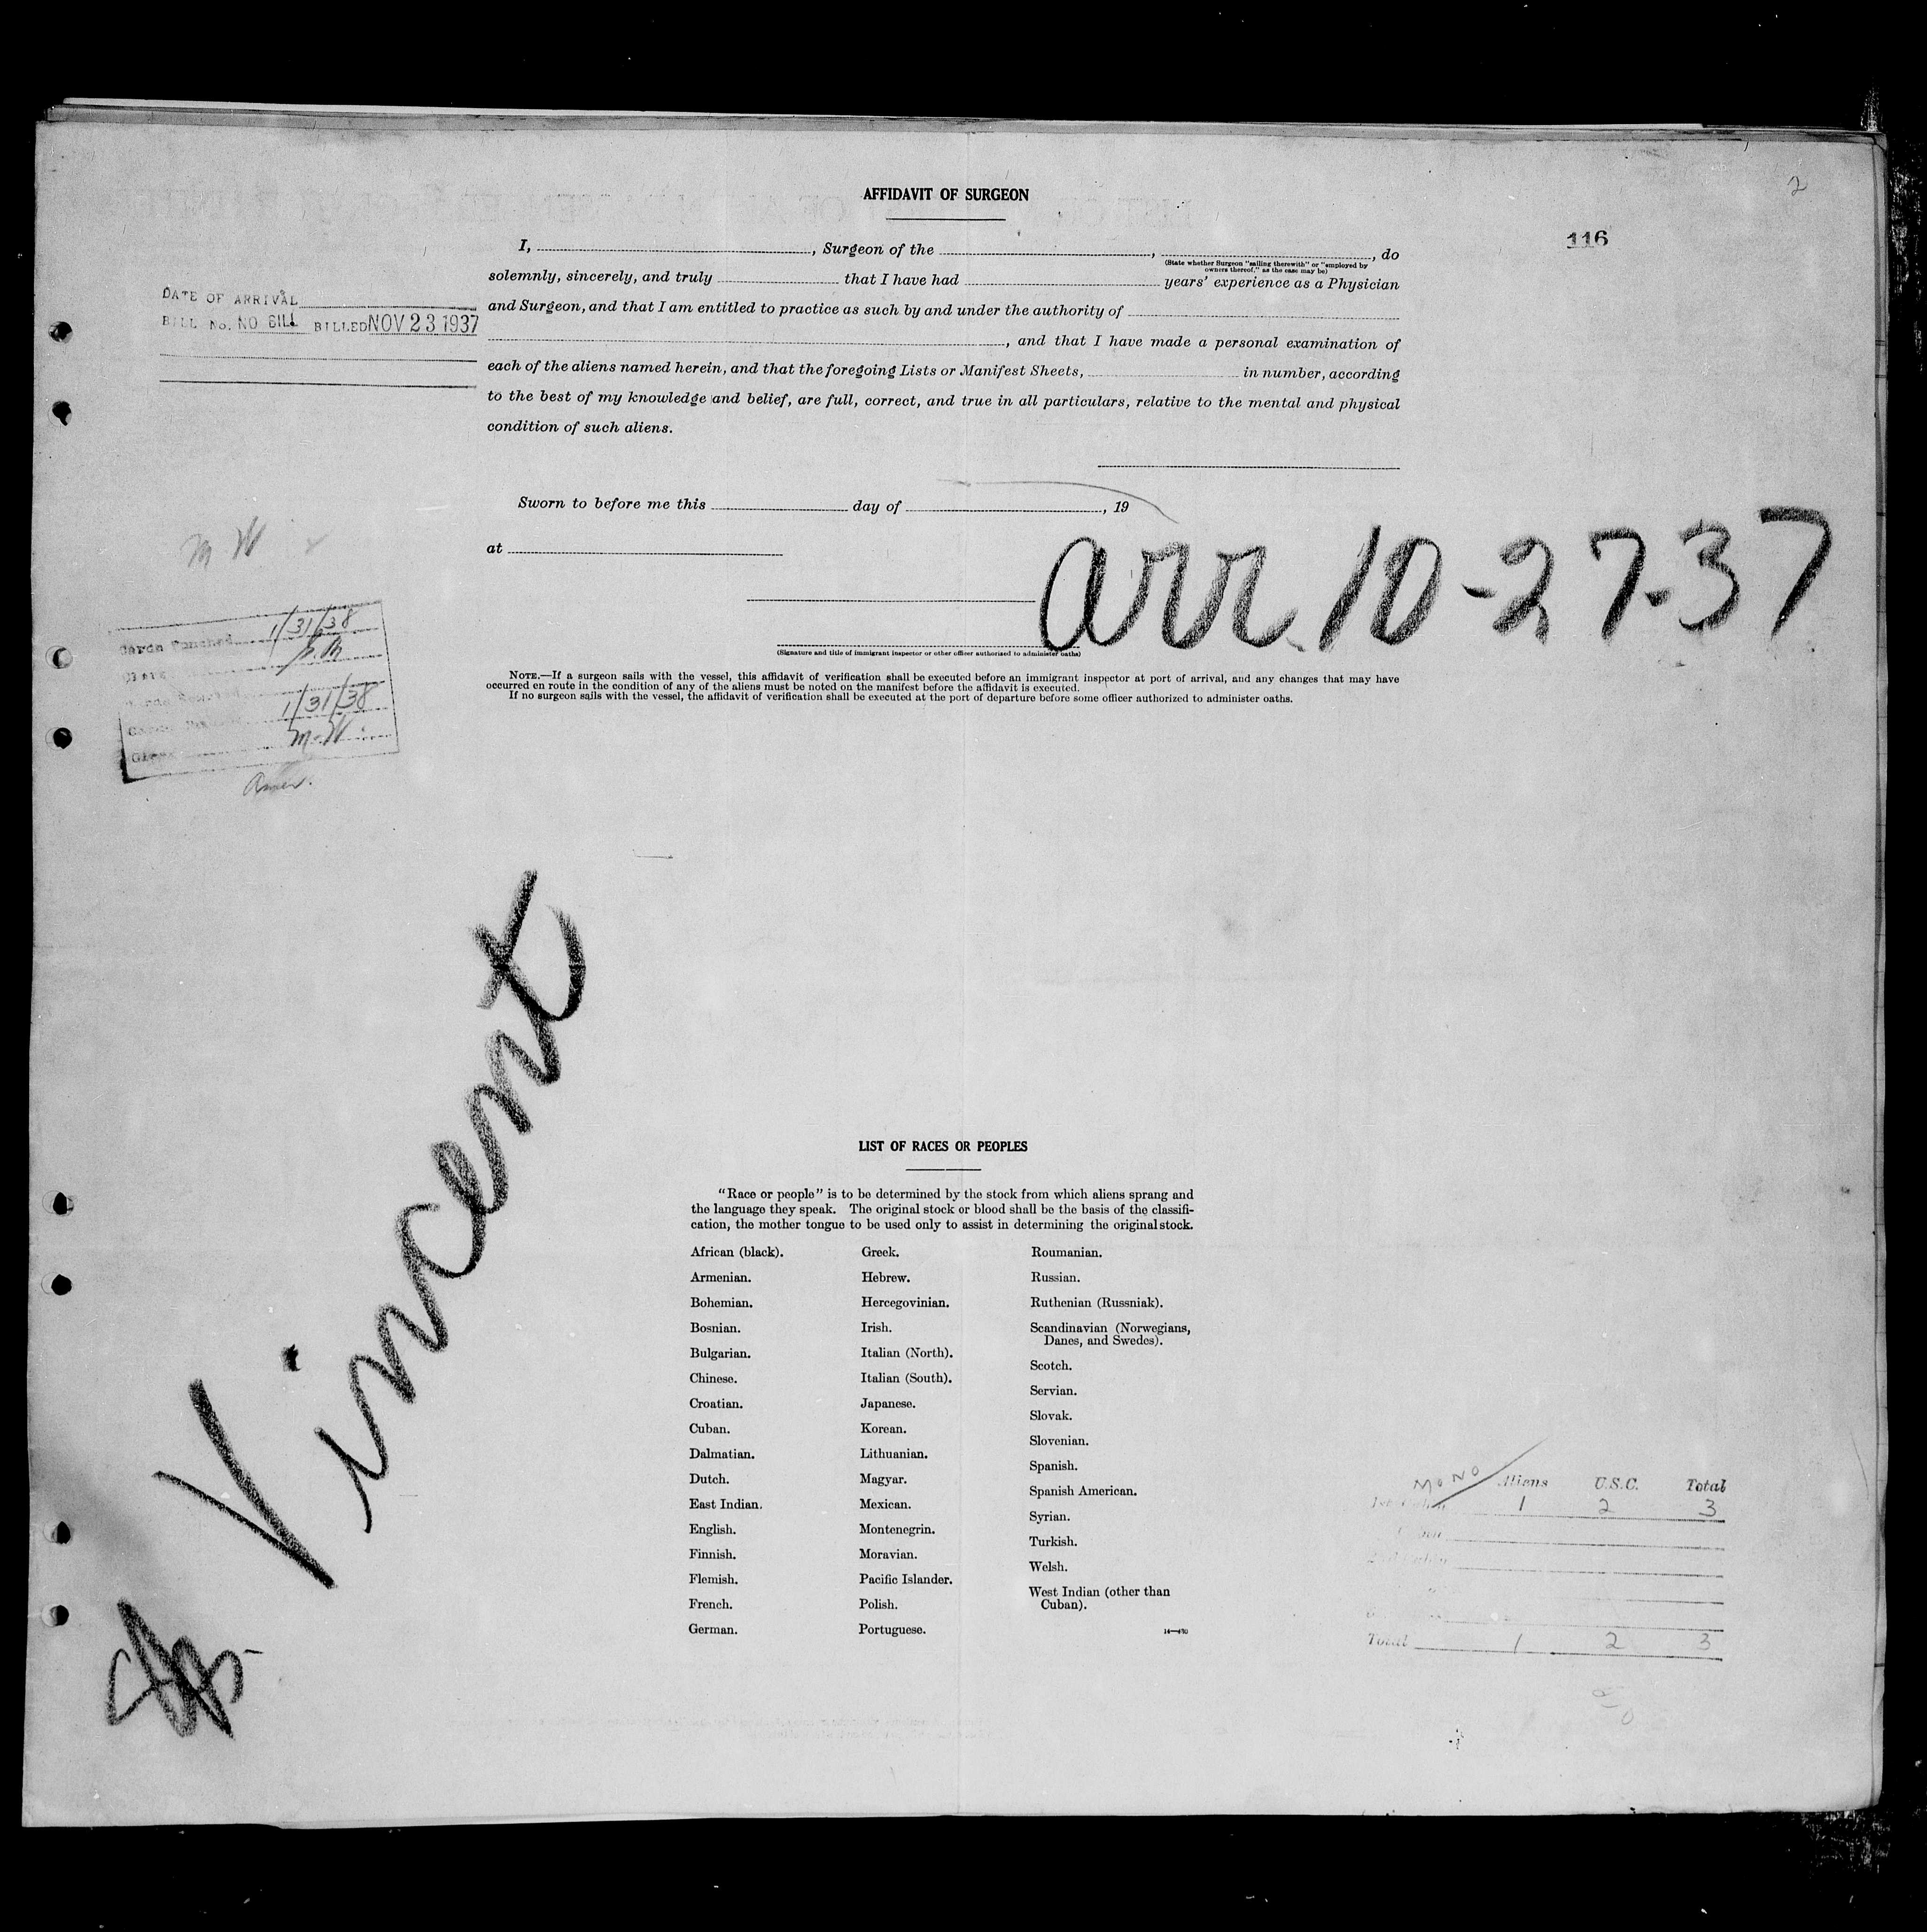 2
AFFIDAVIT OF SURGEON
116
I, , Surgeon of the , , do
(State whether Surgeon "sailing therewith" or "employed by
owners thereof," as the case may be)
solemnly, sincerely, and truly that I have had years' experience as a Physician
and Surgeon, and that I am entitled to practice as such by and under the authority of
, and that I have made a personal examination of
each of the aliens named herein, and that the foregoing Lists or Manifest Sheets, in number, according
to the best of my knowledge and belief, are full, correct, and true in all particulars, relative to the mental and physical
condition of such aliens.
DATE OF ARRIVAL
BILL No. NO BILL BILLED NOV 23 1937
Sworn to before me this day of , 19
at
arr 10-27-37
(Signature and title of immigrant inspector or other officer authorized to administer oaths)
NOTE.—If a surgeon sails with the vessel, this affidavit of verification shall be executed before an immigrant inspector at port of arrival, and any changes that may have
occurred en route in the condition of any of the aliens must be noted on the manifest before the affidavit is executed.
If no surgeon sails with the vessel, the affidavit of verification shall be executed at the port of departure before some officer authorized to administer oaths.
M W
Cards Punched 1/31/38
1/31/38
M.W.
Amer.
Vincent
LIST OF RACES OR PEOPLES
"Race or people" is to be determined by the stock from which aliens sprang and
the language they speak. The original stock or blood shall be the basis of the classifi-
cation, the mother tongue to be used only to assist in determining the original stock.
African (black).
Armenian.
Bohemian.
Bosnian.
Bulgarian.
Chinese.
Croatian.
Cuban.
Dalmatian.
Dutch.
East Indian.
English.
Finnish.
Flemish.
French.
German.
Greek.
Hebrew.
Hercegovinian.
Irish.
Italian (North).
Italian (South).
Japanese.
Korean.
Lithuanian.
Magyar.
Mexican.
Montenegrin.
Moravian.
Pacific Islander.
Polish.
Portuguese.
Roumanian.
Russian.
Ruthenian (Russniak).
Scandinavian (Norwegians,
Danes, and Swedes).
Scotch.
Servian.
Slovak.
Slovenian.
Spanish.
Spanish American.
Syrian.
Turkish.
Welsh.
West Indian (other than
Cuban).
MONO Aliens U.S.C. Total
1 2 3
Total 1 2 3